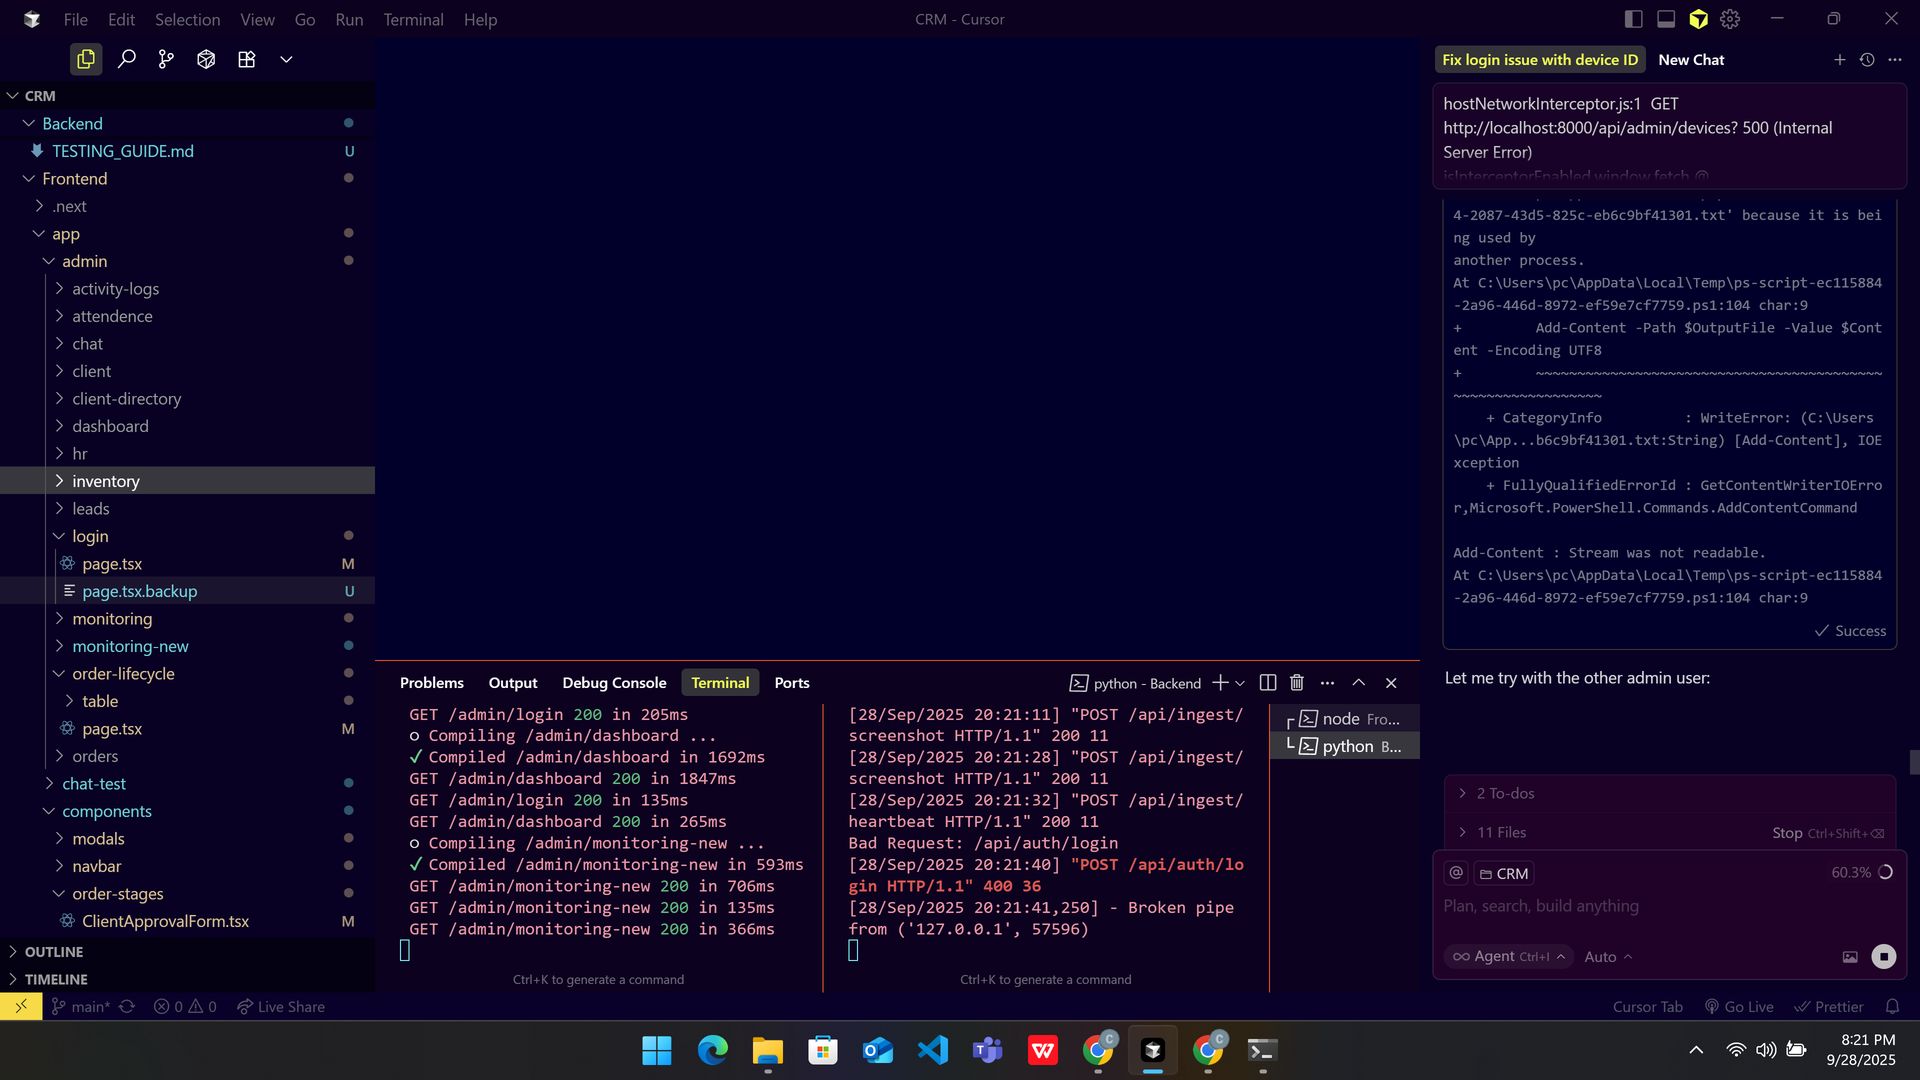 File Edit Selection View Go Run Terminal Help
CRM - Cursor
CRM
Backend
TESTING_GUIDE.md U
Frontend
.next
app
admin
activity-logs
attendence
chat
client
client-directory
dashboard
hr
inventory
leads
login
page.tsx M
page.tsx.backup U
monitoring
monitoring-new
order-lifecycle
table
page.tsx M
orders
chat-test
components
modals
navbar
order-stages
ClientApprovalForm.tsx M
OUTLINE
TIMELINE
Problems Output Debug Console Terminal Ports
python - Backend
GET /admin/login 200 in 205ms
○ Compiling /admin/dashboard ...
✓ Compiled /admin/dashboard in 1692ms
GET /admin/dashboard 200 in 1847ms
GET /admin/login 200 in 135ms
GET /admin/dashboard 200 in 265ms
○ Compiling /admin/monitoring-new ...
✓ Compiled /admin/monitoring-new in 593ms
GET /admin/monitoring-new 200 in 706ms
GET /admin/monitoring-new 200 in 135ms
GET /admin/monitoring-new 200 in 366ms
Ctrl+K to generate a command
[28/Sep/2025 20:21:11] "POST /api/ingest/
screenshot HTTP/1.1" 200 11
[28/Sep/2025 20:21:28] "POST /api/ingest/
screenshot HTTP/1.1" 200 11
[28/Sep/2025 20:21:32] "POST /api/ingest/
heartbeat HTTP/1.1" 200 11
Bad Request: /api/auth/login
[28/Sep/2025 20:21:40] "POST /api/auth/lo
gin HTTP/1.1" 400 36
[28/Sep/2025 20:21:41,250] - Broken pipe
from ('127.0.0.1', 57596)
Ctrl+K to generate a command
node Fro...
python B...
Fix login issue with device ID New Chat
hostNetworkInterceptor.js:1 GET
http://localhost:8000/api/admin/devices? 500 (Internal
Server Error)
isInterceptorEnabled.window.fetch @
4-2087-43d5-825c-eb6c9bf41301.txt' because it is bei
ng used by
another process.
At C:\Users\pc\AppData\Local\Temp\ps-script-ec115884
-2a96-446d-8972-ef59e7cf7759.ps1:104 char:9
+         Add-Content -Path $OutputFile -Value $Cont
ent -Encoding UTF8
+         ~~~~~~~~~~~~~~~~~~~~~~~~~~~~~~~~~~~~~~~~~~
~~~~~~~~~~~~~~~~~~
+ CategoryInfo          : WriteError: (C:\Users
\pc\App...b6c9bf41301.txt:String) [Add-Content], IOE
xception
+ FullyQualifiedErrorId : GetContentWriterIOErro
r,Microsoft.PowerShell.Commands.AddContentCommand
Add-Content : Stream was not readable.
At C:\Users\pc\AppData\Local\Temp\ps-script-ec115884
-2a96-446d-8972-ef59e7cf7759.ps1:104 char:9
✓ Success
Let me try with the other admin user:
2 To-dos
11 Files Stop Ctrl+Shift+⌫
@ CRM 60.3%
Plan, search, build anything
∞ Agent Ctrl+I Auto
main* 0 0 Live Share
Cursor Tab Go Live Prettier
8:21 PM
9/28/2025